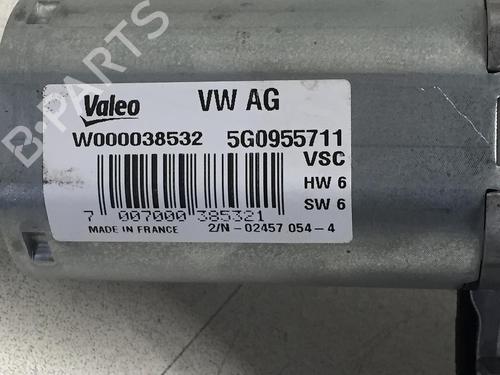 B-PARTS
Valeo VW AG
W000038532 5G0955711
VSC
HW 6
SW 6
7 007000 385321
MADE IN FRANCE 2/N - 02457 054 - 4